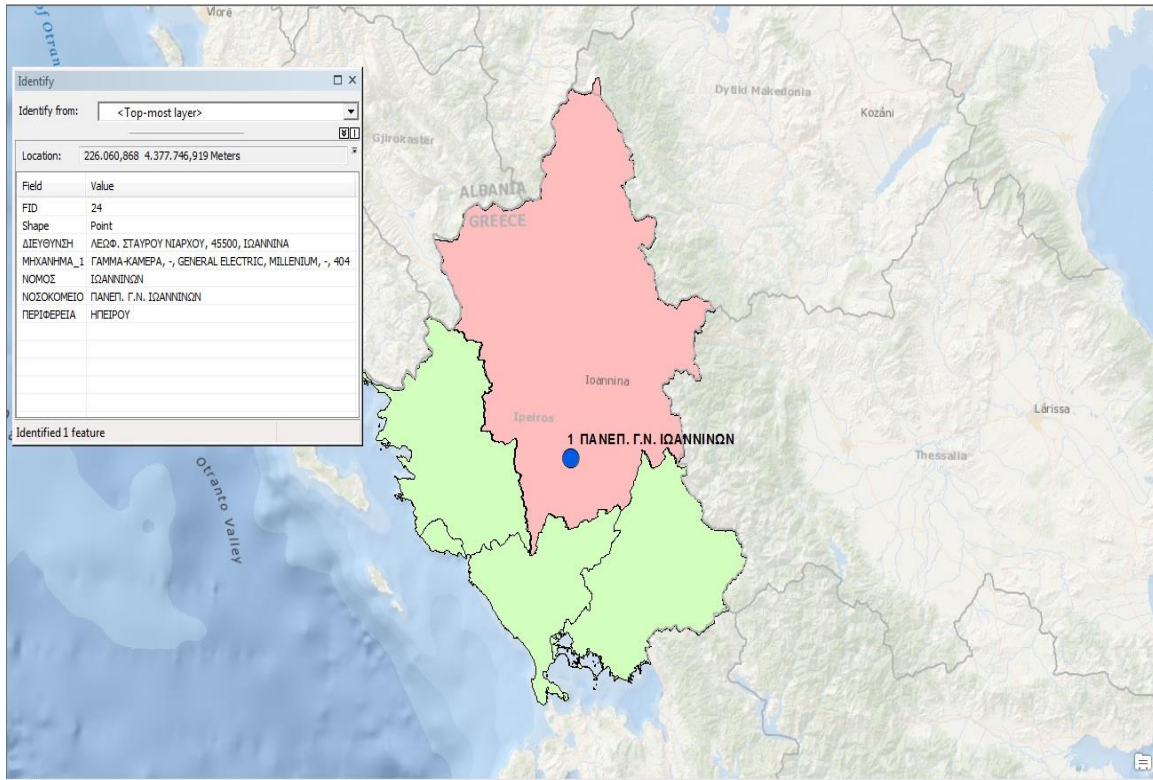 Vlorë
of Otran
Identify
Identify from: <Top-most layer>
Location: 226.060,868 4.377.746,919 Meters
Field Value
FID 24
Shape Point
ΔΙΕΥΘΥΝΣΗ ΛΕΩΦ. ΣΤΑΥΡΟΥ ΝΙΑΡΧΟΥ, 45500, ΙΩΑΝΝΙΝΑ
ΜΗΧΑΝΗΜΑ_1 ΓΑΜΜΑ-ΚΑΜΕΡΑ, -, GENERAL ELECTRIC, MILLENIUM, -, 404
ΝΟΜΟΣ ΙΩΑΝΝΙΝΩΝ
ΝΟΣΟΚΟΜΕΙΟ ΠΑΝΕΠ. Γ.Ν. ΙΩΑΝΝΙΝΩΝ
ΠΕΡΙΦΕΡΕΙΑ ΗΠΕΙΡΟΥ
Identified 1 feature
Dytiki Makedonia
Kozáni
Gjirokastër
ALBANIA
GREECE
Ioannina
Ipeiros
Lárissa
1 ΠΑΝΕΠ. Γ.Ν. ΙΩΑΝΝΙΝΩΝ
Thessalia
Otranto Valley